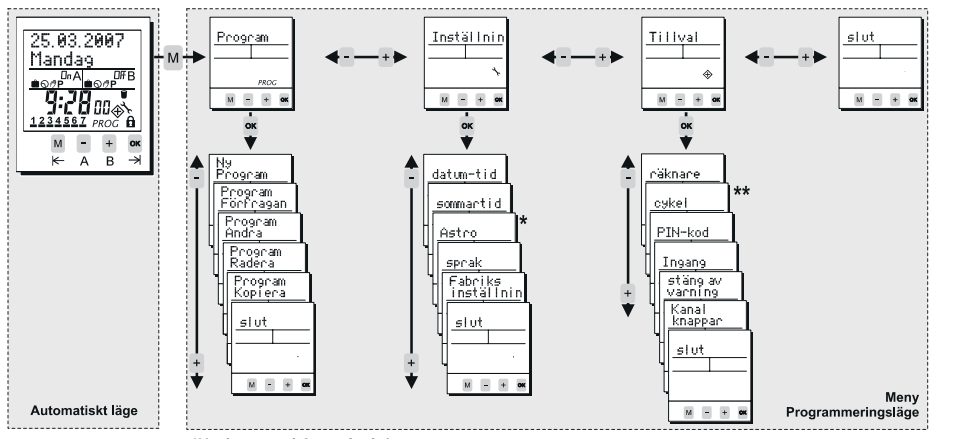 25.03.2007
Mandag
On A Off B
P P
9:28 00
1234567 PROG
M - + OK
A B
Automatiskt läge
M
Program
PROG
M - + OK
- +
Inställnin
M - + OK
- +
Tillval
M - + OK
- +
slut
M - + OK
OK
OK
OK
-
+
Ny
Program
Program
Förfragan
Program
Ändra
Program
Radera
Program
Kopiera
slut
M - + OK
-
+
datum-tid
sommartid
Astro *
sprak
Fabriks
inställnin
slut
M - + OK
-
+
räknare
cykel **
PIN-kod
Ingang
stäng av
varning
Kanal
knappar
slut
M - + OK
Meny
Programmeringsläge